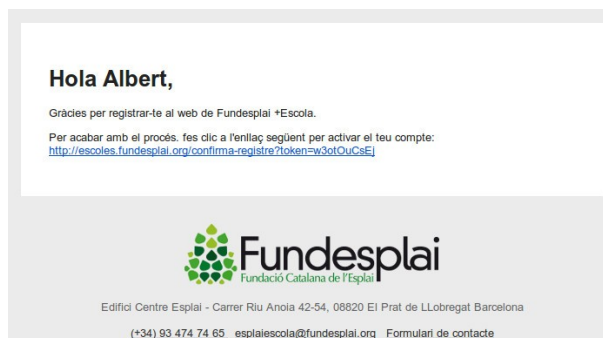 Hola Albert,
Gràcies per registrar-te al web de Fundesplai +Escola.
Per acabar amb el procés. fes clic a l'enllaç següent per activar el teu compte:
http://escoles.fundesplai.org/confirma-registre?token=w3otOuCsEj
Fundesplai
Fundació Catalana de l'Esplai
Edifici Centre Esplai - Carrer Riu Anoia 42-54, 08820 El Prat de LLobregat Barcelona
(+34) 93 474 74 65 esplaiescola@fundesplai.org Formulari de contacte